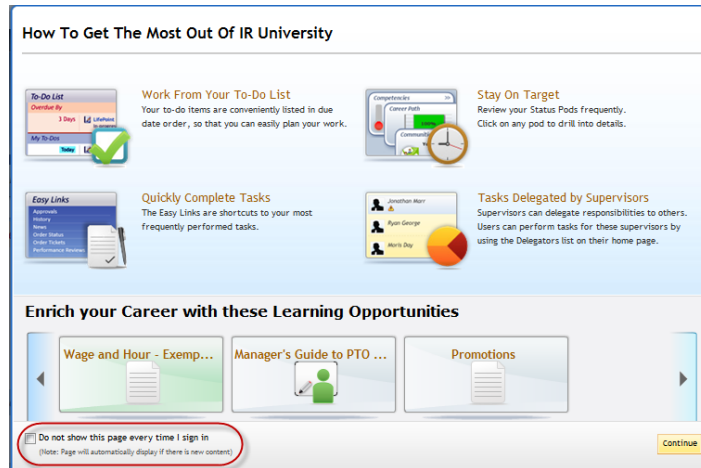 How To Get The Most Out Of IR University
To-Do List
Overdue By
3 Days
LifePoint
My To-Dos
Today
Work From Your To-Do List
Your to-do items are conveniently listed in due
date order, so that you can easily plan your work.
Competencies
Career Path
Communities
Stay On Target
Review your Status Pods frequently.
Click on any pod to drill into details.
Easy Links
Approvals
History
News
Order Status
Order Tickets
Performance Reviews
Quickly Complete Tasks
The Easy Links are shortcuts to your most
frequently performed tasks.
Jonathan Marr
Ryan George
Moris Day
Tasks Delegated by Supervisors
Supervisors can delegate responsibilities to others.
Users can perform tasks for these supervisors by
using the Delegators list on their home page.
Enrich your Career with these Learning Opportunities
Wage and Hour - Exemp...
Manager's Guide to PTO ...
Promotions
Do not show this page every time I sign in
(Note: Page will automatically display if there is new content)
Continue